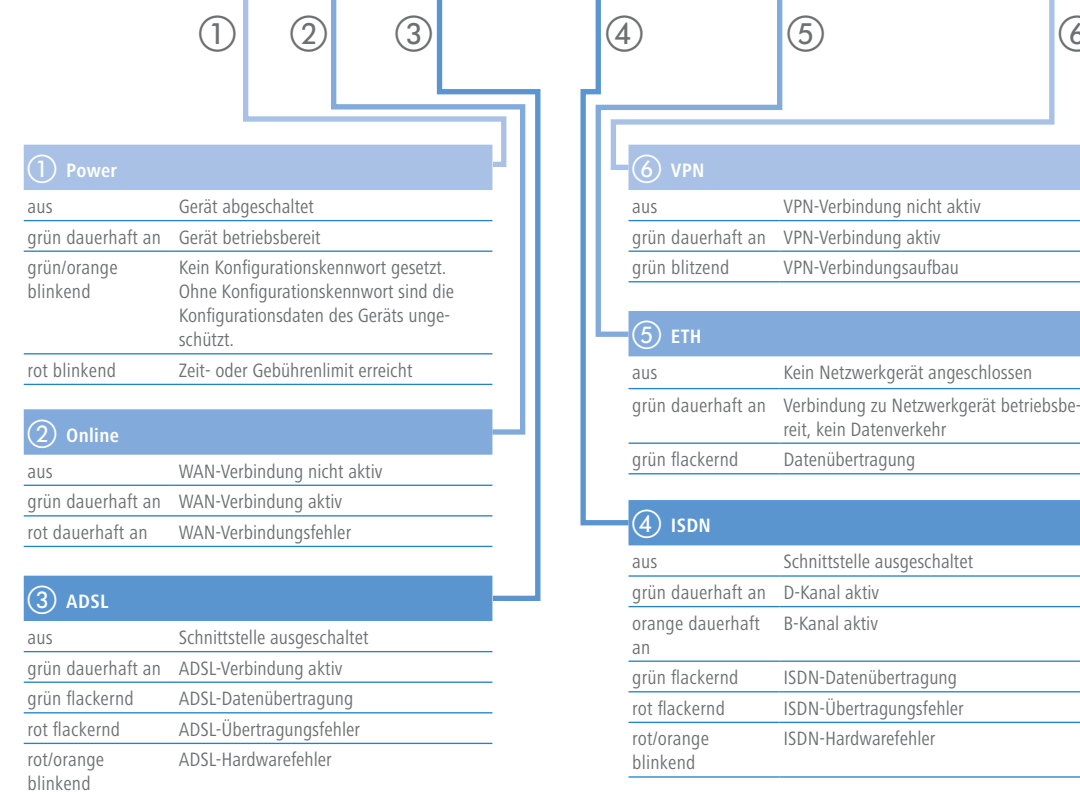 ① ② ③ ④ ⑤ ⑥
① Power
aus Gerät abgeschaltet
grün dauerhaft an Gerät betriebsbereit
grün/orange blinkend Kein Konfigurationskennwort gesetzt.
Ohne Konfigurationskennwort sind die
Konfigurationsdaten des Geräts unge-
schützt.
rot blinkend Zeit- oder Gebührenlimit erreicht
② Online
aus WAN-Verbindung nicht aktiv
grün dauerhaft an WAN-Verbindung aktiv
rot dauerhaft an WAN-Verbindungsfehler
③ ADSL
aus Schnittstelle ausgeschaltet
grün dauerhaft an ADSL-Verbindung aktiv
grün flackernd ADSL-Datenübertragung
rot flackernd ADSL-Übertragungsfehler
rot/orange ADSL-Hardwarefehler
blinkend
⑥ VPN
aus VPN-Verbindung nicht aktiv
grün dauerhaft an VPN-Verbindung aktiv
grün blitzend VPN-Verbindungsaufbau
⑤ ETH
aus Kein Netzwerkgerät angeschlossen
grün dauerhaft an Verbindung zu Netzwerkgerät betriebsbe-
reit, kein Datenverkehr
grün flackernd Datenübertragung
④ ISDN
aus Schnittstelle ausgeschaltet
grün dauerhaft an D-Kanal aktiv
orange dauerhaft B-Kanal aktiv
an
grün flackernd ISDN-Datenübertragung
rot flackernd ISDN-Übertragungsfehler
rot/orange ISDN-Hardwarefehler
blinkend